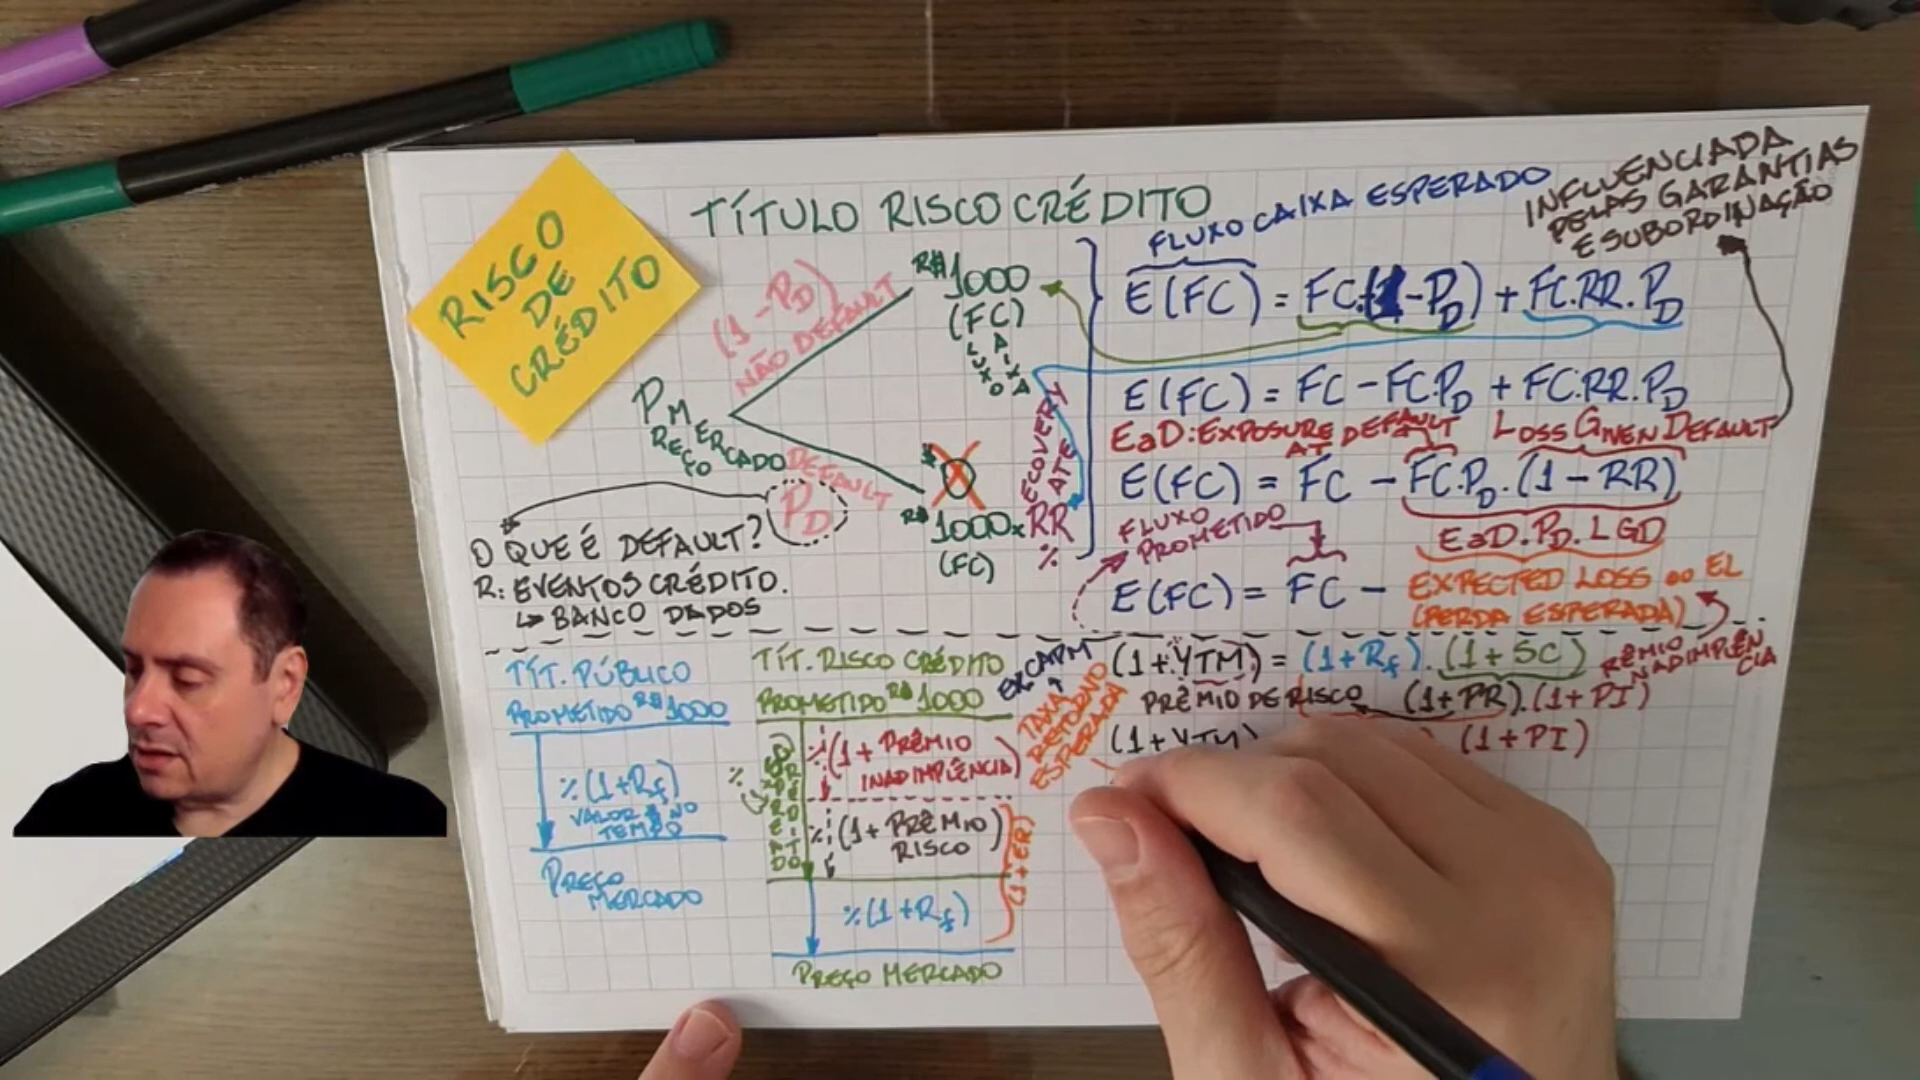 RISCO
DE
CRÉDITO
TÍTULO RISCO CRÉDITO
FLUXO CAIXA ESPERADO
INFLUENCIADA
PELAS GARANTIAS
E SUBORDINAÇÃO
(1-PD)
NÃO DEFAULT
R$ 1000
(FC)
LUXO
AIXA
PREÇO MERCADO
DEFAULT
PD
R$ 1000 x RR
(FC)
%
RECOVERY
RATE
E(FC) = FC.(1-PD) + FC.RR.PD
E(FC) = FC - FC.PD + FC.RR.PD
EaD: EXPOSURE AT DEFAULT
LOSS GIVEN DEFAULT
E(FC) = FC - FC.PD.(1-RR)
EaD.PD.LGD
FLUXO
PROMETIDO
E(FC) = FC - EXPECTED LOSS OU EL
(PERDA ESPERADA)
O QUE É DEFAULT?
R: EVENTOS CRÉDITO.
↳ BANCO DADOS
TÍT. PÚBLICO
PROMETIDO R$ 1000
%(1+Rf)
VALOR $ NO
TEMPO
PREÇO
MERCADO
TÍT. RISCO CRÉDITO
PROMETIDO R$ 1000
%(1+PRÊMIO
INADIMPLÊNCIA)
%(1+PRÊMIO
RISCO)
%
(1+ER)
%(1+Rf)
PREÇO MERCADO
EX CAPM
TAXA
RETORNO
ESPERADA
(1+YTM) = (1+Rf).(1+SC)
PRÊMIO INADIMPLÊNCIA
PRÊMIO DE RISCO (1+PR).(1+PI)
(1+YTM) (1+PI)